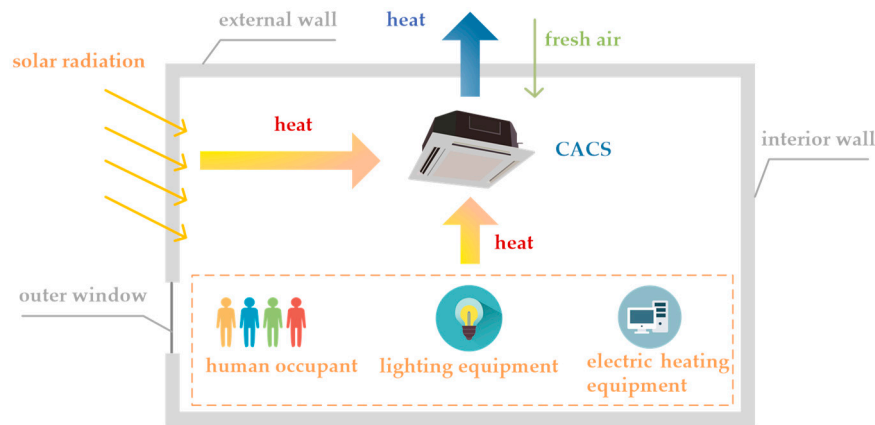 external wall
heat
fresh air
solar radiation
heat
CACS
interior wall
heat
outer window
human occupant
lighting equipment
electric heating
equipment